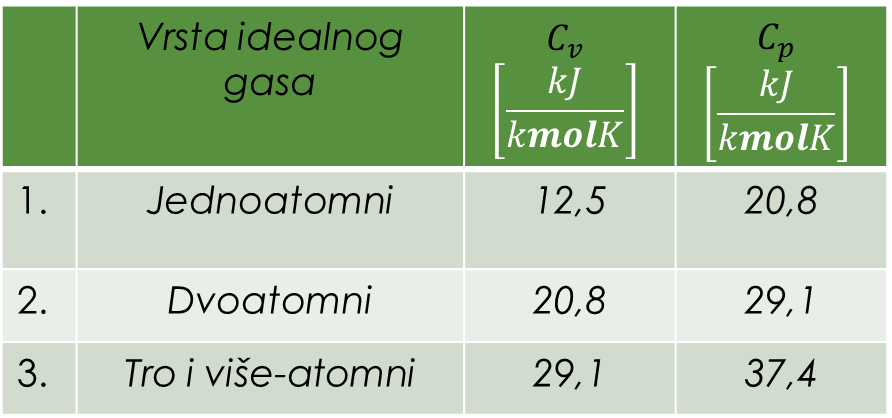 Vrsta idealnog gasa | C_v [kJ/kmolK] | C_p [kJ/kmolK]
1. | Jednoatomni | 12,5 | 20,8
2. | Dvoatomni | 20,8 | 29,1
3. | Tro i više-atomni | 29,1 | 37,4